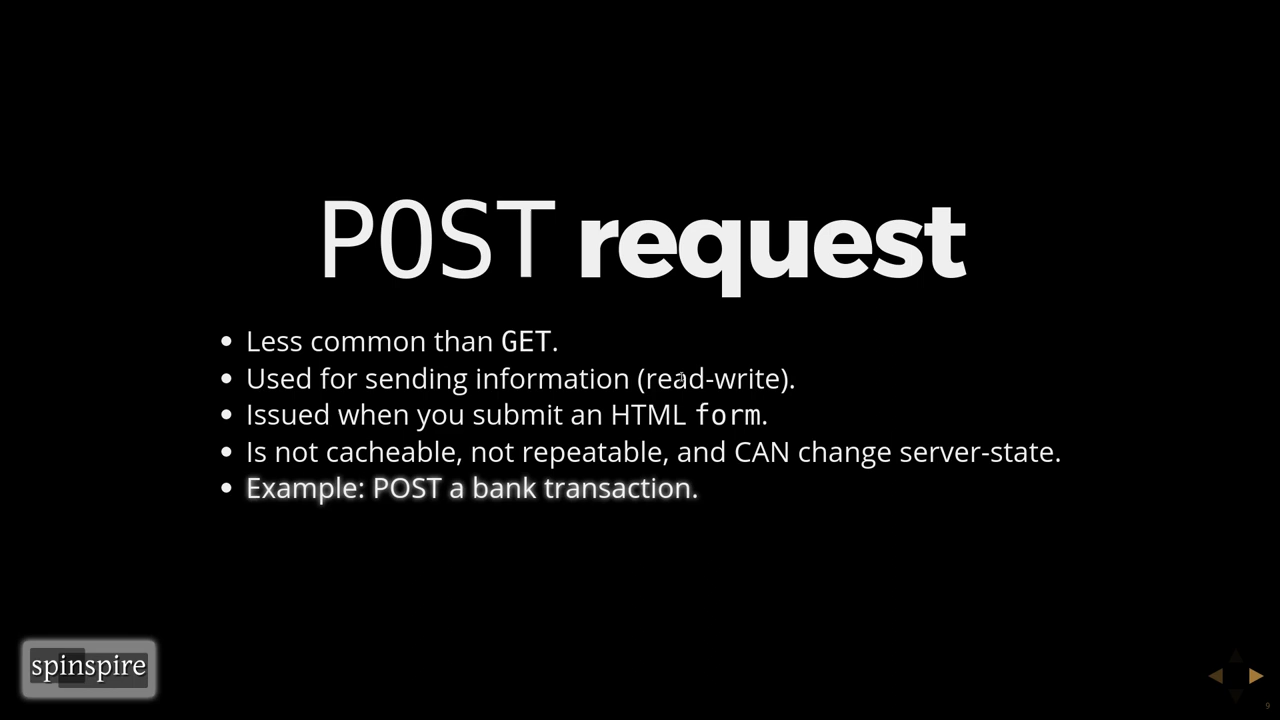 POST request
• Less common than GET.
• Used for sending information (read-write).
• Issued when you submit an HTML form.
• Is not cacheable, not repeatable, and CAN change server-state.
• Example: POST a bank transaction.
spinspire
9